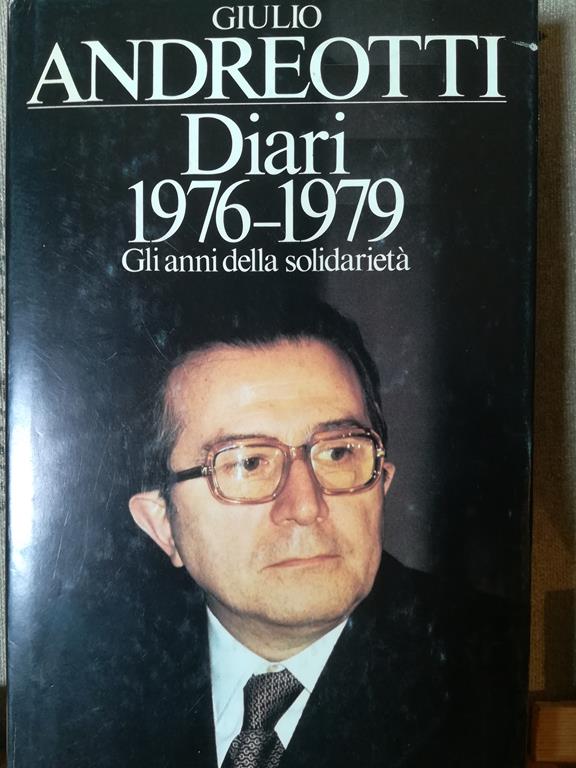 GIULIO
ANDREOTTI
Diari
1976-1979
Gli anni della solidarietà